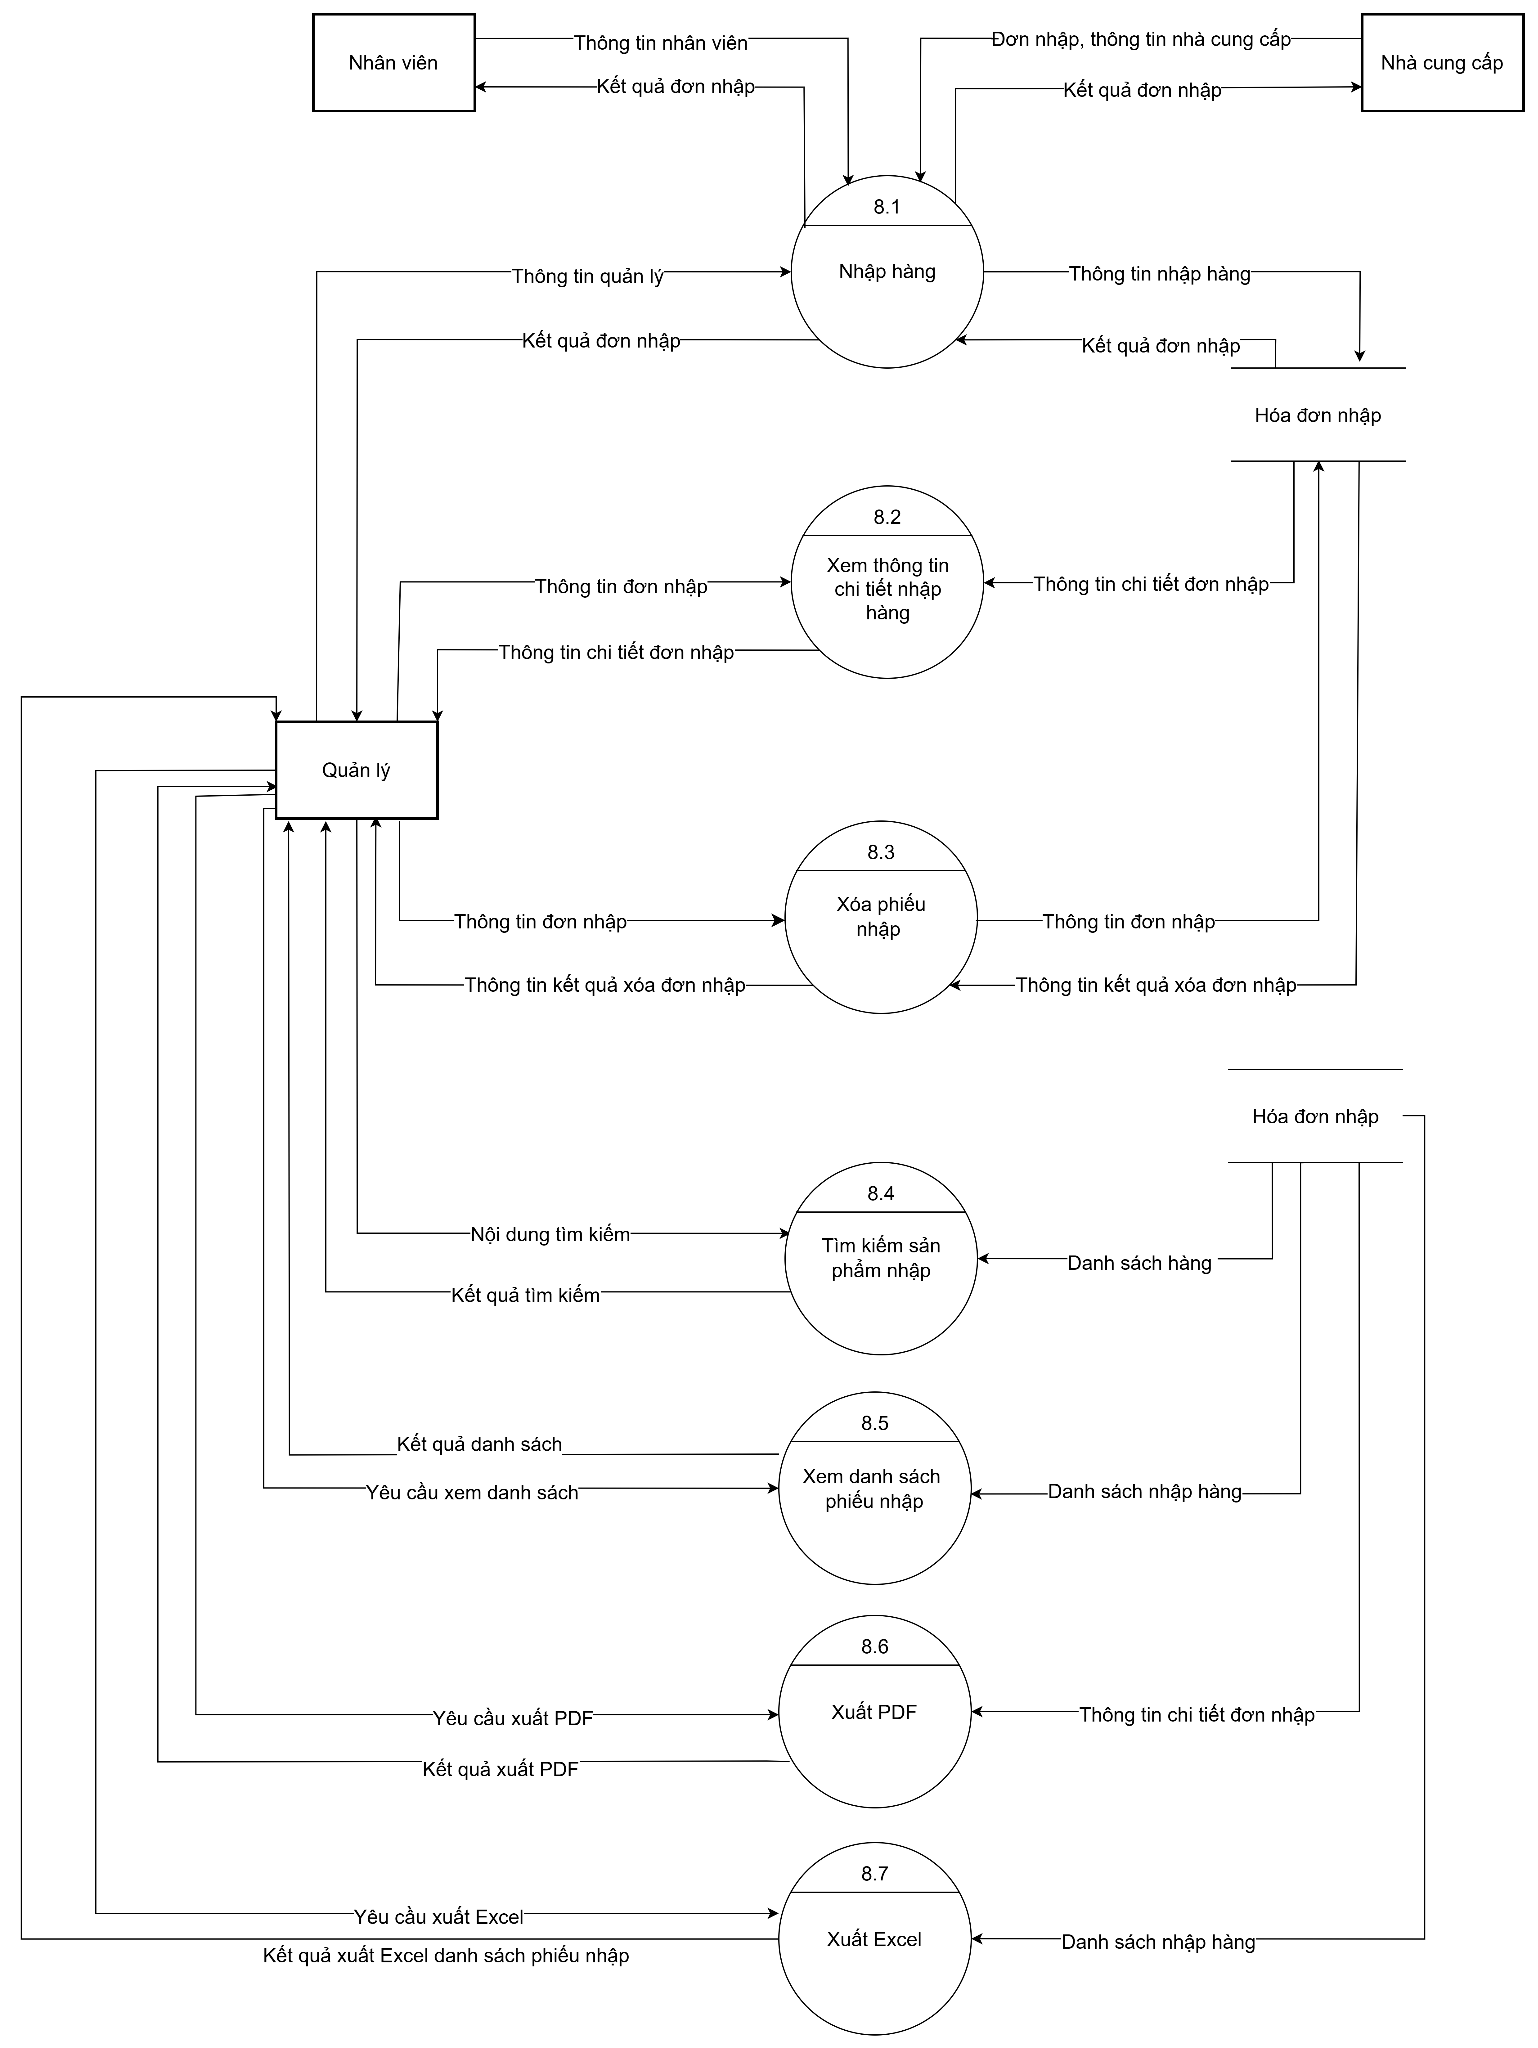 Nhân viên
Thông tin nhân viên
Kết quả đơn nhập
Đơn nhập, thông tin nhà cung cấp
Kết quả đơn nhập
Nhà cung cấp
8.1
Nhập hàng
Thông tin quản lý
Kết quả đơn nhập
Thông tin nhập hàng
Kết quả đơn nhập
Hóa đơn nhập
8.2
Xem thông tin
chi tiết nhập
hàng
Thông tin đơn nhập
Thông tin chi tiết đơn nhập
Thông tin chi tiết đơn nhập
Quản lý
8.3
Xóa phiếu
nhập
Thông tin đơn nhập
Thông tin kết quả xóa đơn nhập
Thông tin đơn nhập
Thông tin kết quả xóa đơn nhập
Hóa đơn nhập
8.4
Tìm kiếm sản
phẩm nhập
Nội dung tìm kiếm
Kết quả tìm kiếm
Danh sách hàng
8.5
Xem danh sách
phiếu nhập
Kết quả danh sách
Yêu cầu xem danh sách
Danh sách nhập hàng
8.6
Xuất PDF
Yêu cầu xuất PDF
Kết quả xuất PDF
Thông tin chi tiết đơn nhập
8.7
Xuất Excel
Yêu cầu xuất Excel
Kết quả xuất Excel danh sách phiếu nhập
Danh sách nhập hàng